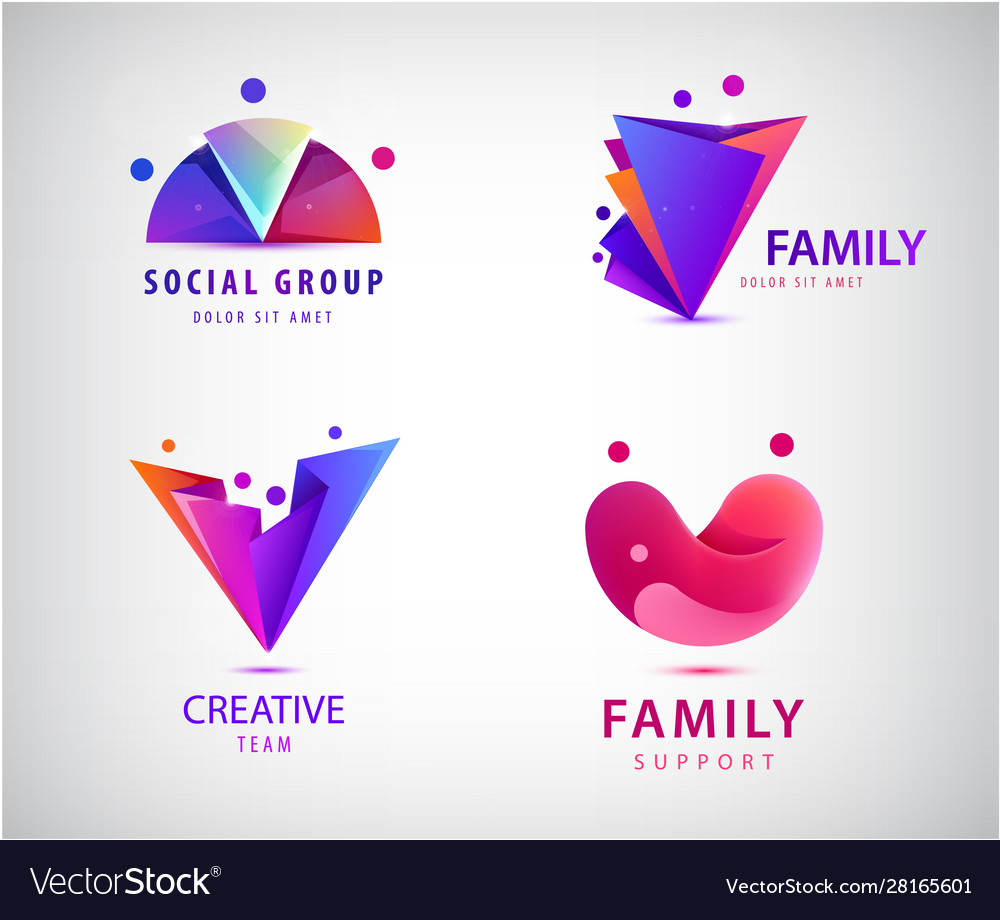 SOCIAL GROUP
DOLOR SIT AMET
FAMILY
DOLOR SIT AMET
CREATIVE
TEAM
FAMILY
SUPPORT
VectorStock®
VectorStock.com/28165601